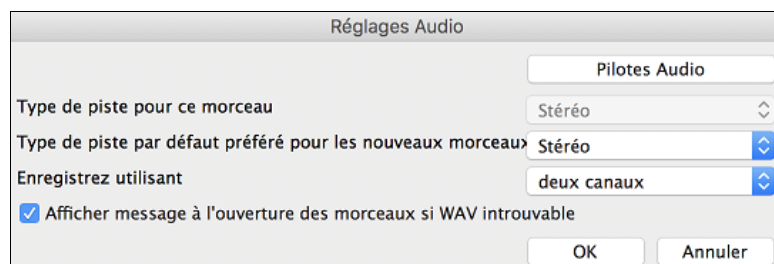 Réglages Audio
Pilotes Audio
Type de piste pour ce morceau Stéréo
Type de piste par défaut préféré pour les nouveaux morceaux Stéréo
Enregistrez utilisant deux canaux
Afficher message à l'ouverture des morceaux si WAV introuvable
OK Annuler